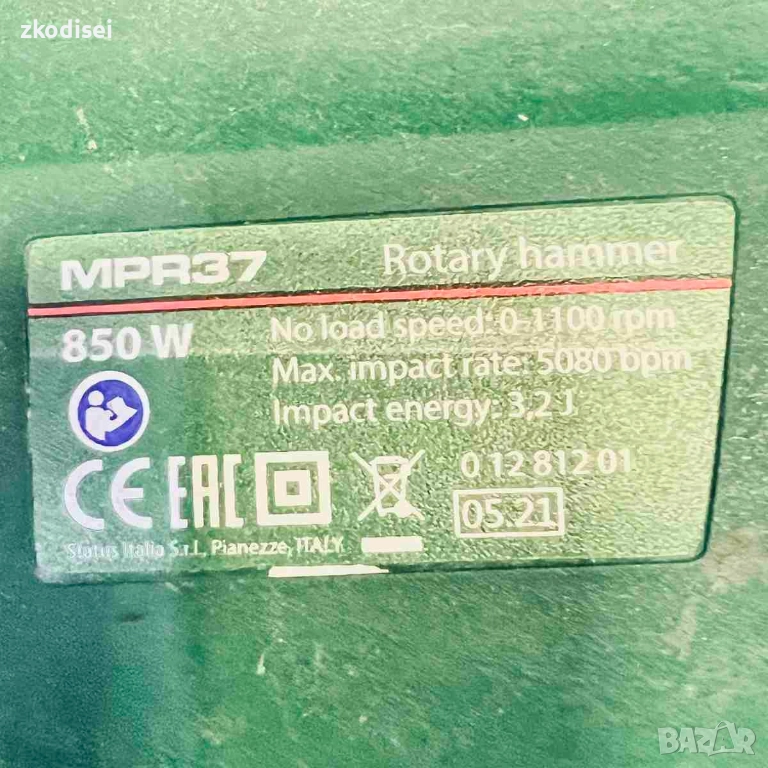 zkodisei
MPR37 Rotary hammer
850 W No load speed: 0-1100 rpm
Max. impact rate: 5080 bpm
Impact energy: 3,2 J
CE EAC 0 12 812 01
05.21
Status Italia S.r.l., Pianezze, ITALY
BAZAR